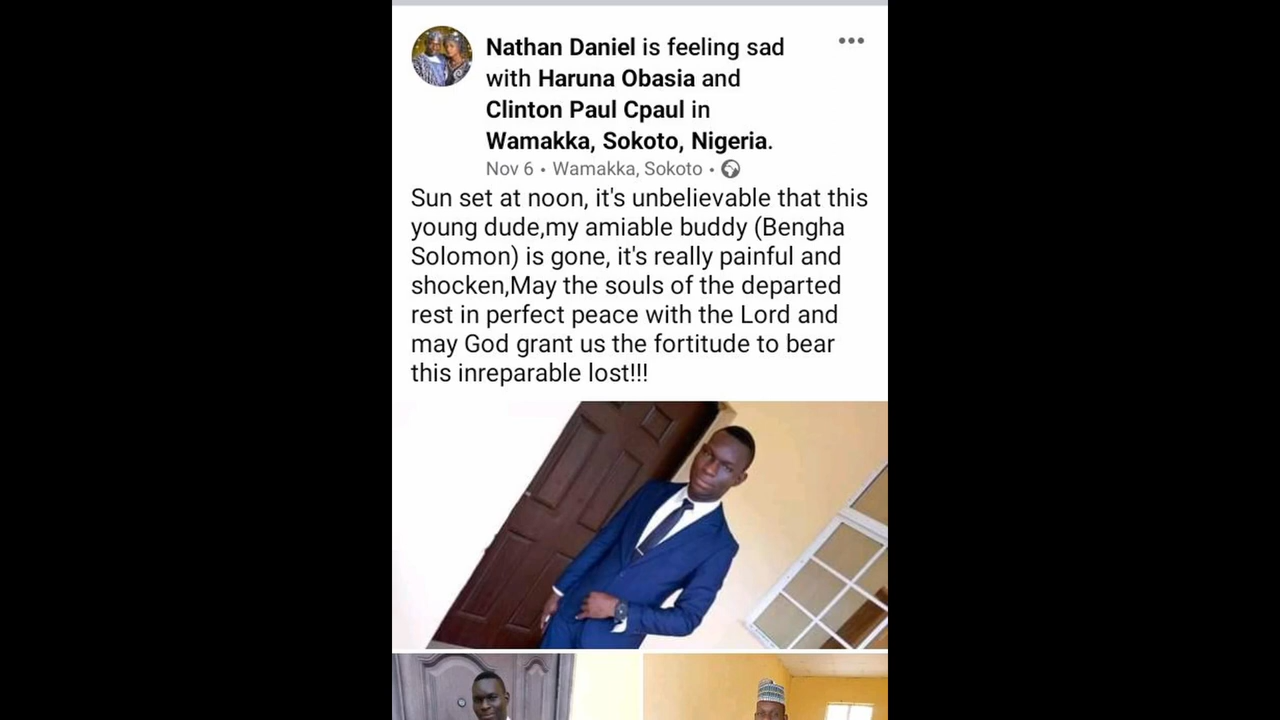 Nathan Daniel is feeling sad
with Haruna Obasia and
Clinton Paul Cpaul in
Wamakka, Sokoto, Nigeria.
Nov 6 • Wamakka, Sokoto •
Sun set at noon, it's unbelievable that this
young dude,my amiable buddy (Bengha
Solomon) is gone, it's really painful and
shocken,May the souls of the departed
rest in perfect peace with the Lord and
may God grant us the fortitude to bear
this inreparable lost!!!